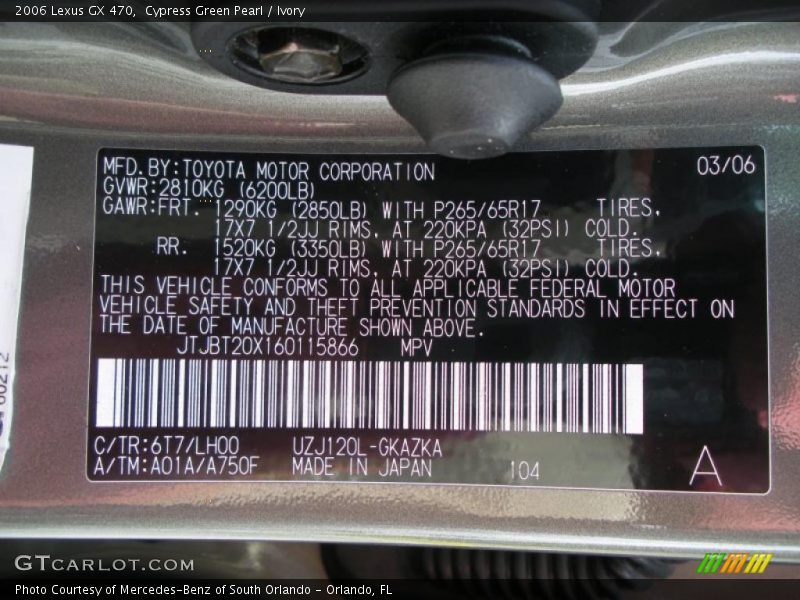 2006 Lexus GX 470, Cypress Green Pearl / Ivory
MFD.BY:TOYOTA MOTOR CORPORATION 03/06
GVWR:2810KG (6200LB)
GAWR:FRT. 1290KG (2850LB) WITH P265/65R17 TIRES,
17X7 1/2JJ RIMS, AT 220KPA (32PSI) COLD.
RR. 1520KG (3350LB) WITH P265/65R17 TIRES,
17X7 1/2JJ RIMS, AT 220KPA (32PSI) COLD.
THIS VEHICLE CONFORMS TO ALL APPLICABLE FEDERAL MOTOR
VEHICLE SAFETY AND THEFT PREVENTION STANDARDS IN EFFECT ON
THE DATE OF MANUFACTURE SHOWN ABOVE.
JTJBT20X160115866 MPV
C/TR:6T7/LH00 UZJ120L-GKAZKA
A/TM:A01A/A750F MADE IN JAPAN 104 A
GTCARLOT.COM
Photo Courtesy of Mercedes-Benz of South Orlando - Orlando, FL